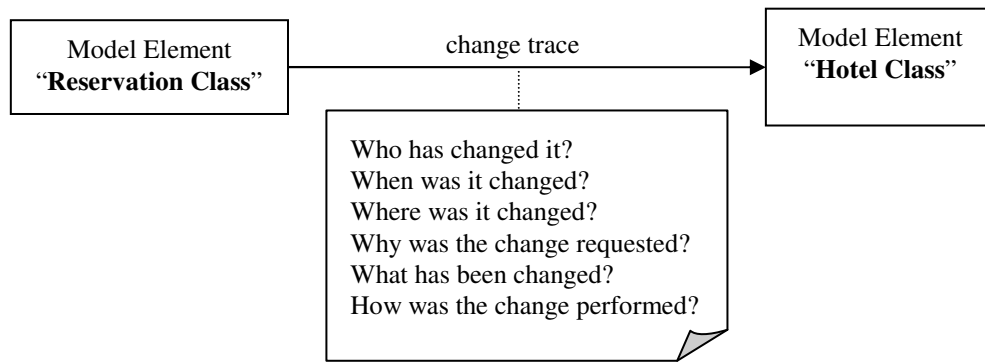 Model Element
“Reservation Class”
change trace
Model Element
“Hotel Class”
Who has changed it?
When was it changed?
Where was it changed?
Why was the change requested?
What has been changed?
How was the change performed?